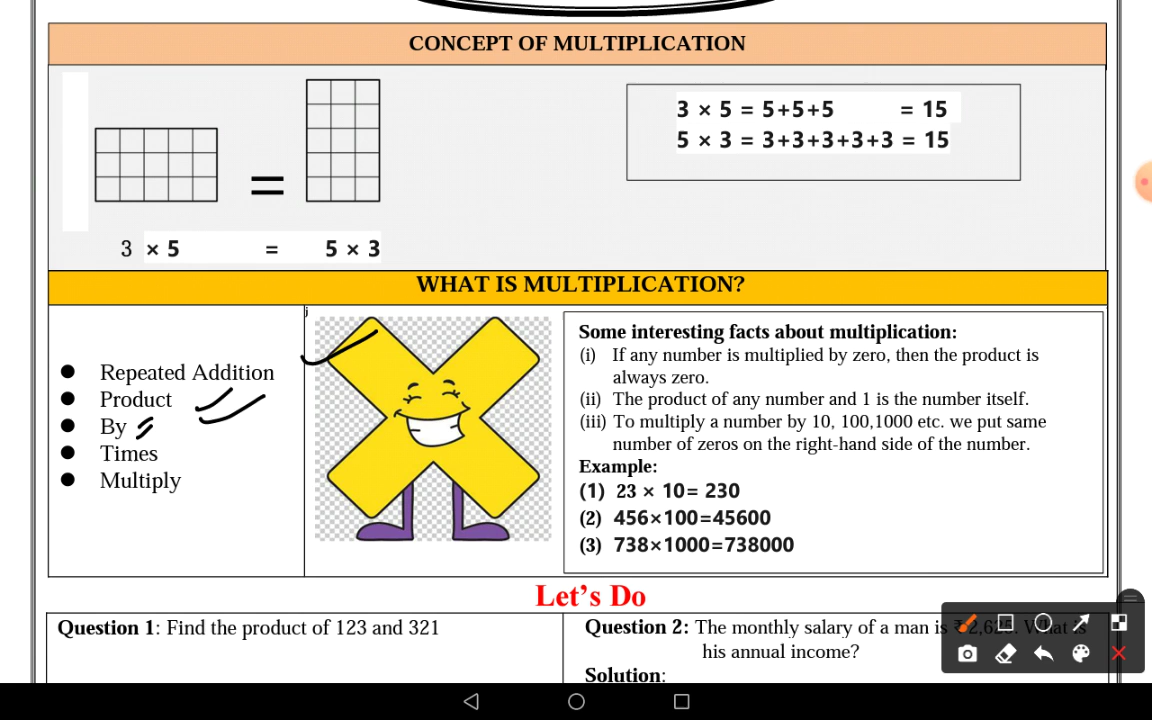 CONCEPT OF MULTIPLICATION
3 × 5 = 5+5+5 = 15
5 × 3 = 3+3+3+3+3 = 15
=
3 × 5 = 5 × 3
WHAT IS MULTIPLICATION?
j
● Repeated Addition
● Product
● By
● Times
● Multiply
Some interesting facts about multiplication:
(i) If any number is multiplied by zero, then the product is
always zero.
(ii) The product of any number and 1 is the number itself.
(iii) To multiply a number by 10, 100,1000 etc. we put same
number of zeros on the right-hand side of the number.
Example:
(1) 23 × 10= 230
(2) 456×100=45600
(3) 738×1000=738000
Let’s Do
Question 1: Find the product of 123 and 321
Question 2: The monthly salary of a man is What is
his annual income?
Solution: